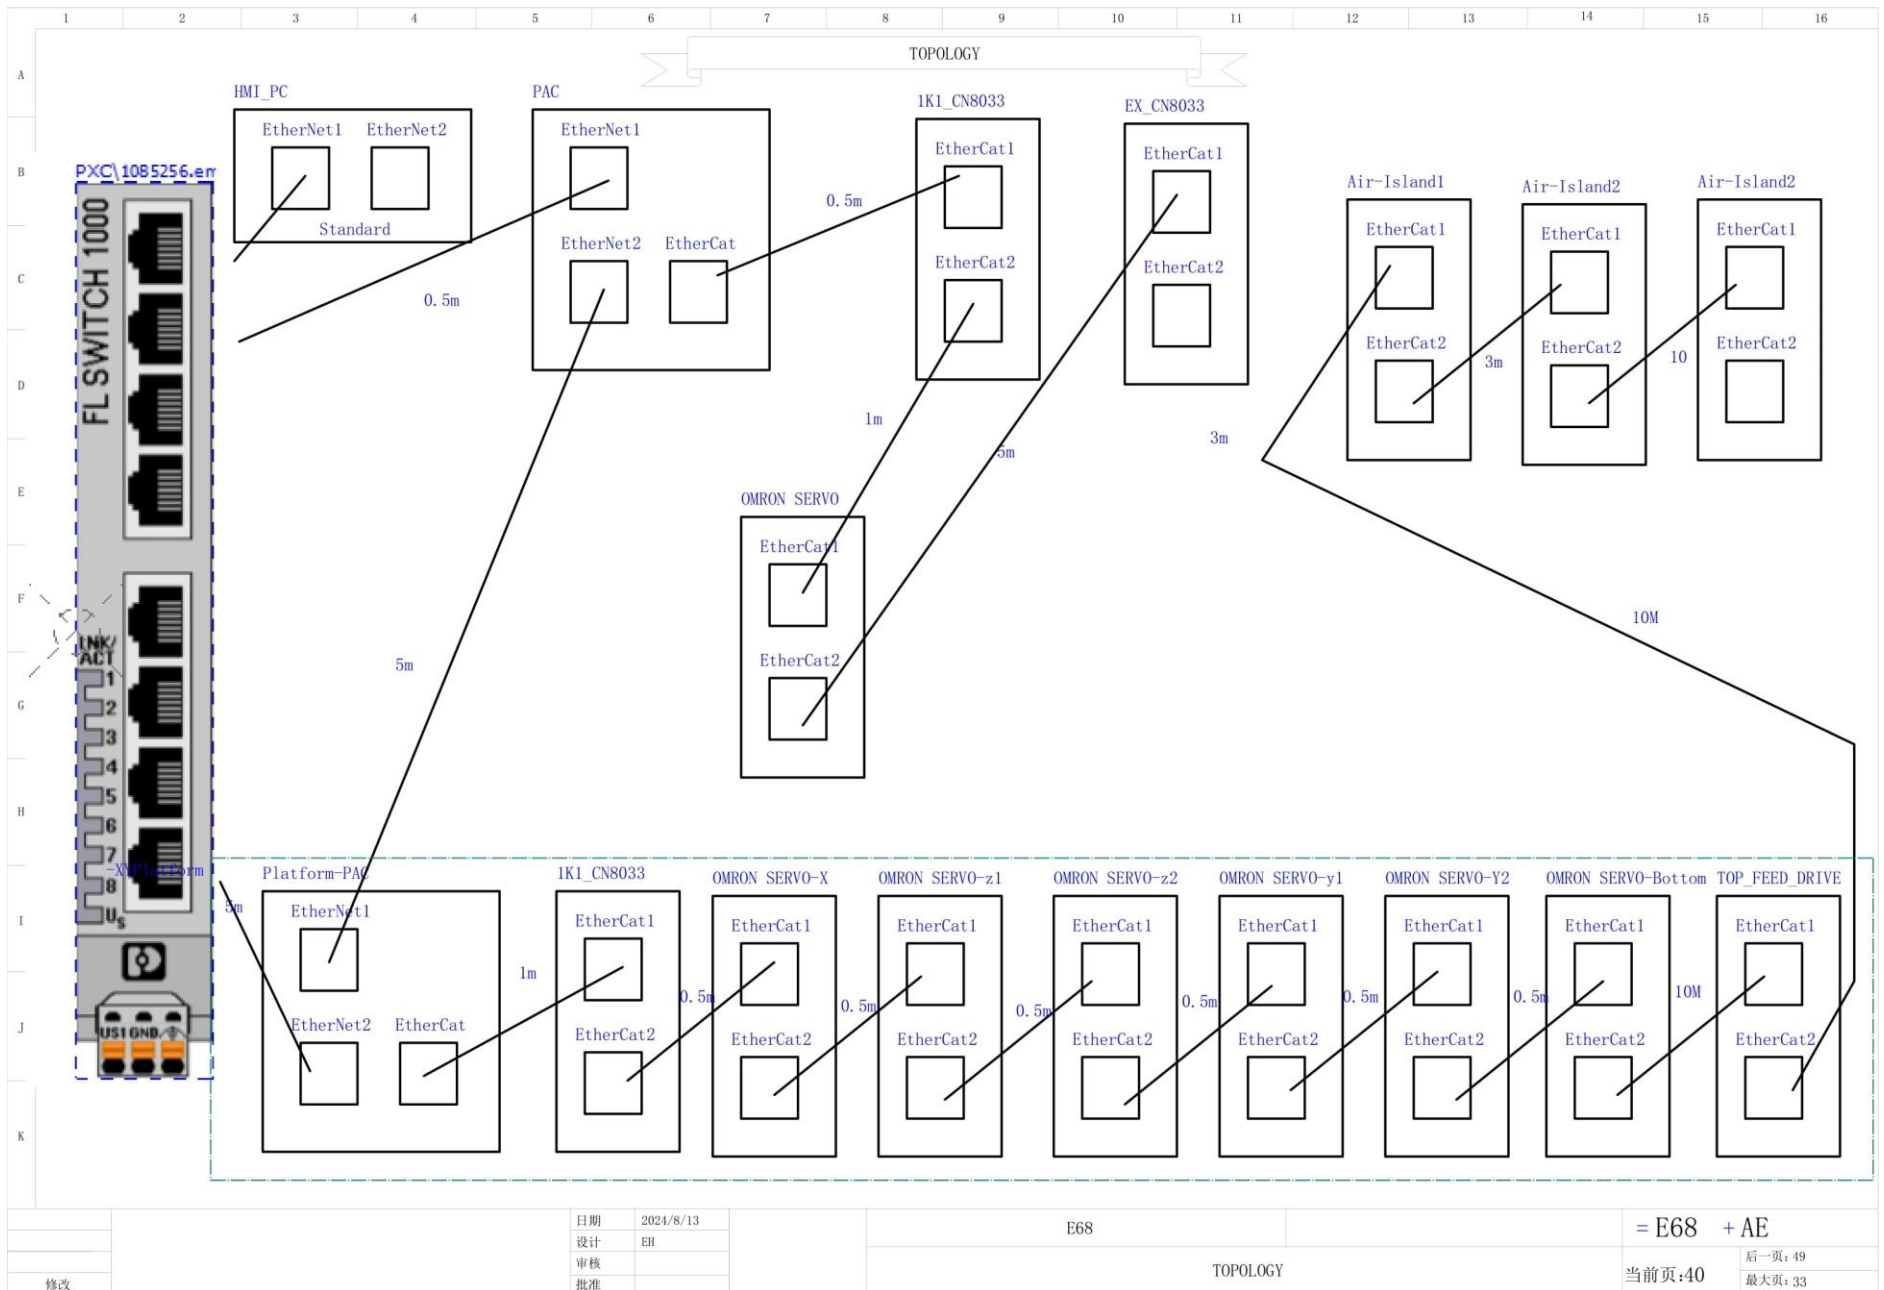 1 2 3 4 5 6 7 8 9 10 11 12 13 14 15 16
TOPOLOGY
A
B
C
D
E
F
G
H
I
J
K
PXC\1085256.em
FL SWITCH 1000
LNK/
ACT
1
2
3
4
5
6
7
8
US
US1 GND
-XYPlatform
HMI_PC
EtherNet1 EtherNet2
Standard
PAC
EtherNet1
EtherNet2 EtherCat
0.5m
0.5m
1K1_CN8033
EtherCat1
EtherCat2
EX_CN8033
EtherCat1
EtherCat2
Air-Island1
EtherCat1
EtherCat2
3m
Air-Island2
EtherCat1
EtherCat2
10
Air-Island2
EtherCat1
EtherCat2
1m
5m
3m
OMRON SERVO
EtherCat1
EtherCat2
5m
10M
5m
Platform-PAC
EtherNet1
EtherNet2 EtherCat
1m
1K1_CN8033
EtherCat1
EtherCat2
0.5m
OMRON SERVO-X
EtherCat1
EtherCat2
0.5m
OMRON SERVO-z1
EtherCat1
EtherCat2
0.5m
OMRON SERVO-z2
EtherCat1
EtherCat2
0.5m
OMRON SERVO-y1
EtherCat1
EtherCat2
0.5m
OMRON SERVO-Y2
EtherCat1
EtherCat2
0.5m
OMRON SERVO-Bottom
EtherCat1
EtherCat2
10M
TOP_FEED_DRIVE
EtherCat1
EtherCat2
修改
日期 2024/8/13
设计 EH
审核
批准
E68
TOPOLOGY
= E68 + AE
当前页:40
后一页: 49
最大页: 33